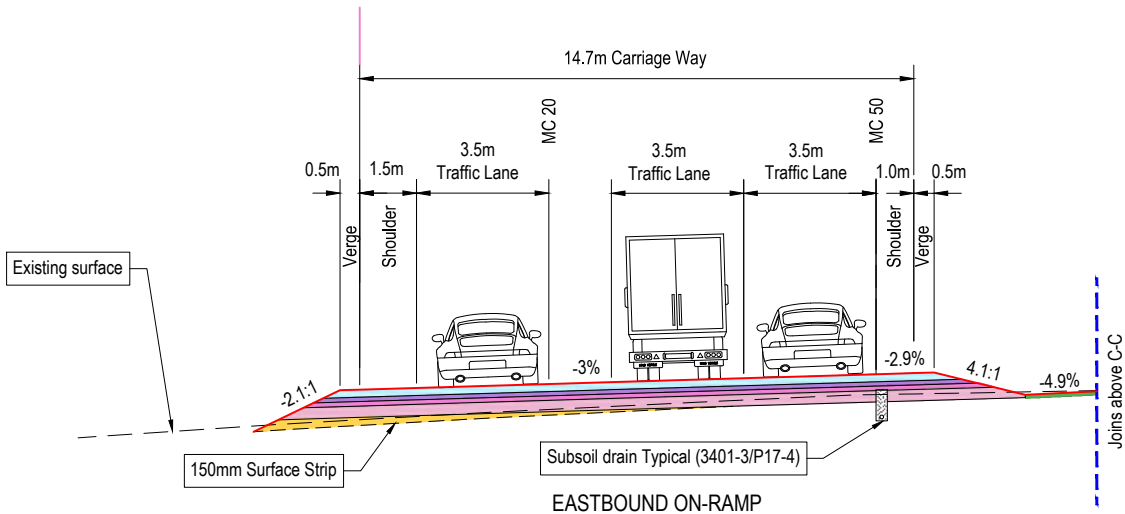 14.7m Carriage Way
MC 20
MC 50
3.5m
Traffic Lane
3.5m
Traffic Lane
3.5m
Traffic Lane
0.5m
1.5m
1.0m
0.5m
Verge
Shoulder
Shoulder
Verge
Existing surface
-2.1:1
-3%
-2.9%
4.1:1
-4.9%
Joins above C-C
150mm Surface Strip
Subsoil drain Typical (3401-3/P17-4)
EASTBOUND ON-RAMP